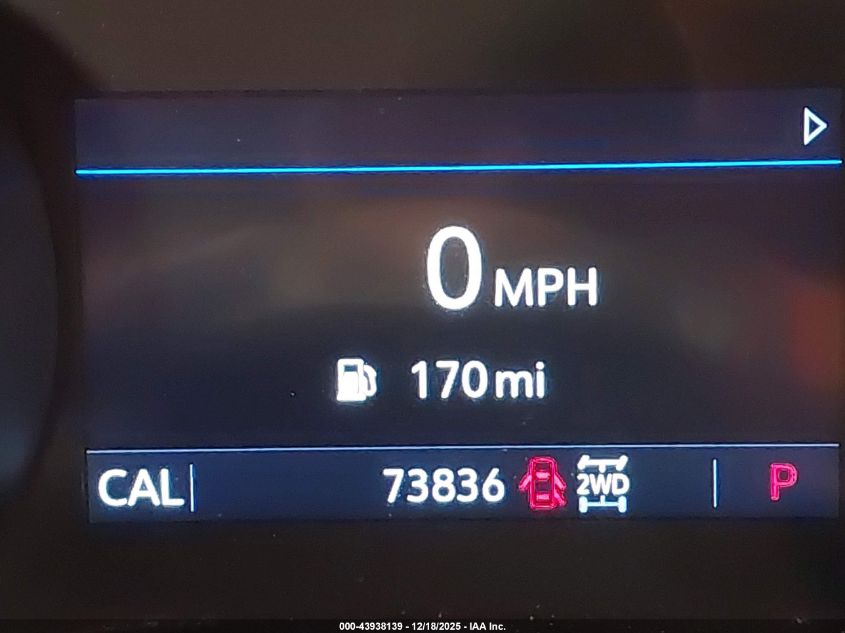 0 MPH
170 mi
CAL 73836 2WD P
000-43938139 - 12/18/2025 - IAA Inc.